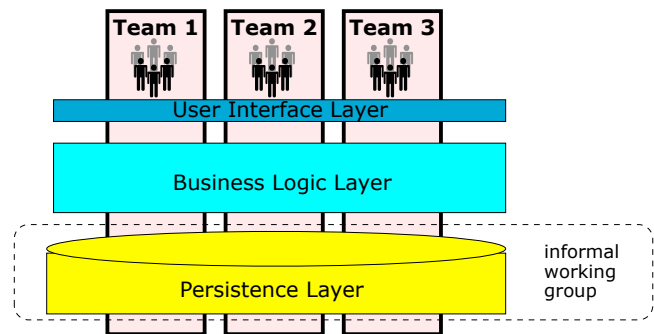 Team 1
Team 2
Team 3
User Interface Layer
Business Logic Layer
Persistence Layer
informal
working
group